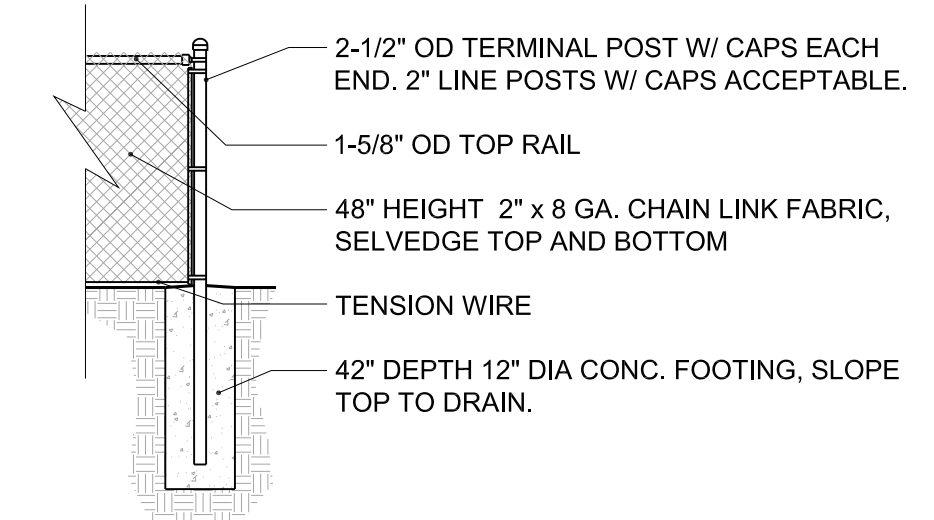 2-1/2" OD TERMINAL POST W/ CAPS EACH
END. 2" LINE POSTS W/ CAPS ACCEPTABLE.
1-5/8" OD TOP RAIL
48" HEIGHT  2" x 8 GA. CHAIN LINK FABRIC,
SELVEDGE TOP AND BOTTOM
TENSION WIRE
42" DEPTH 12" DIA CONC. FOOTING, SLOPE
TOP TO DRAIN.